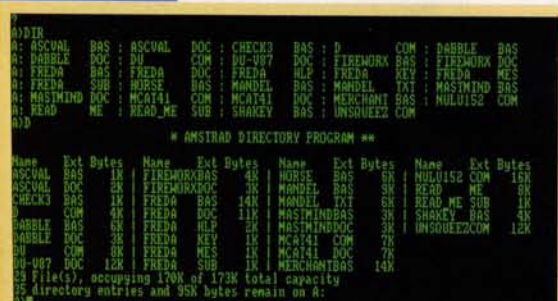 ?
A>DIR
A: ASCVAL   BAS : ASCVAL   DOC : CHECK3   BAS : D        COM : DABBLE   BAS
A: DABBLE   DOC : DU       COM : DU-V87   DOC : FIREWORX BAS : FIREWORX DOC
A: FREDA    BAS : FREDA    DOC : FREDA    HLP : FREDA    KEY : FREDA    MES
A: FREDA    SUB : HORSE    BAS : MANDEL   BAS : MANDEL   TXT : MASTMIND BAS
A: MASTMIND DOC : MCAT41   COM : MCAT41   DOC : MERCHANT BAS : NULU152  COM
A: READ     ME  : READ_ME  SUB : SHAKEY   BAS : UNSQUEEZ COM
A>D
* AMSTRAD DIRECTORY PROGRAM **
Name     Ext Bytes | Name     Ext Bytes | Name     Ext Bytes | Name     Ext Bytes
ASCVAL   BAS    1K | FIREWORXBAS    4K | HORSE    BAS    6K | NULU152  COM   16K
ASCVAL   DOC    2K | FIREWORXDOC    3K | MANDEL   BAS    9K | READ     ME     8K
CHECK3   BAS    1K | FREDA    BAS   14K | MANDEL   TXT    6K | READ_ME  SUB    1K
D        COM    4K | FREDA    DOC   11K | MASTMINDBAS    3K | SHAKEY   BAS    4K
DABBLE   BAS    6K | FREDA    HLP    2K | MASTMINDDOC    3K | UNSQUEEZCOM   12K
DABBLE   DOC    3K | FREDA    KEY    1K | MCAT41   COM    7K |
DU       COM    8K | FREDA    MES    1K | MCAT41   DOC    7K |
DU-V87   DOC   12K | FREDA    SUB    1K | MERCHANTBAS   14K |
29 File(s), occupying 170K of 173K total capacity
35 directory entries and 95K bytes remain on A:
A>